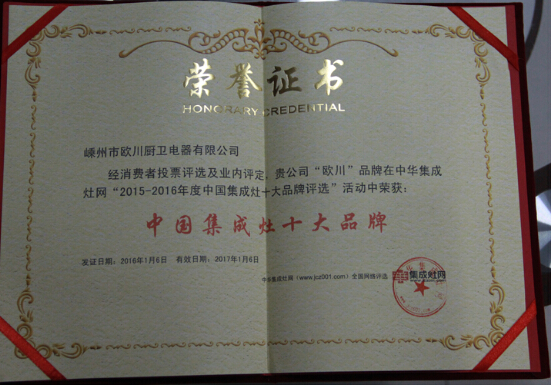 荣誉证书
HONORARY CREDENTIAL
嵊州市欧川厨卫电器有限公司
经消费者投票评选及业内评定，贵公司“欧川”品牌在中华集成
灶网“2015-2016年度中国集成灶十大品牌评选”活动中荣获：
中国集成灶十大品牌
发证日期：2016年1月6日 有效日期：2017年1月6日
中华集成灶网（www.jcz001.com）全国网络评选
集成灶网